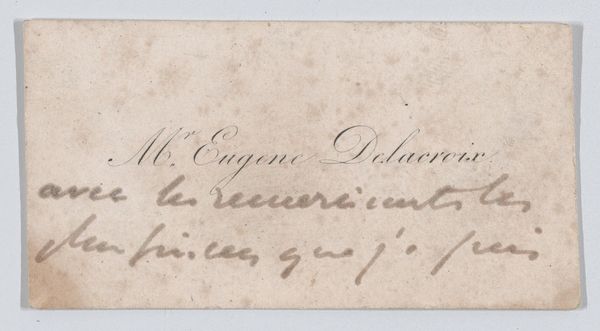 Mr. Eugene Delacroix
avec les remerciments les
plus sincères que je puis